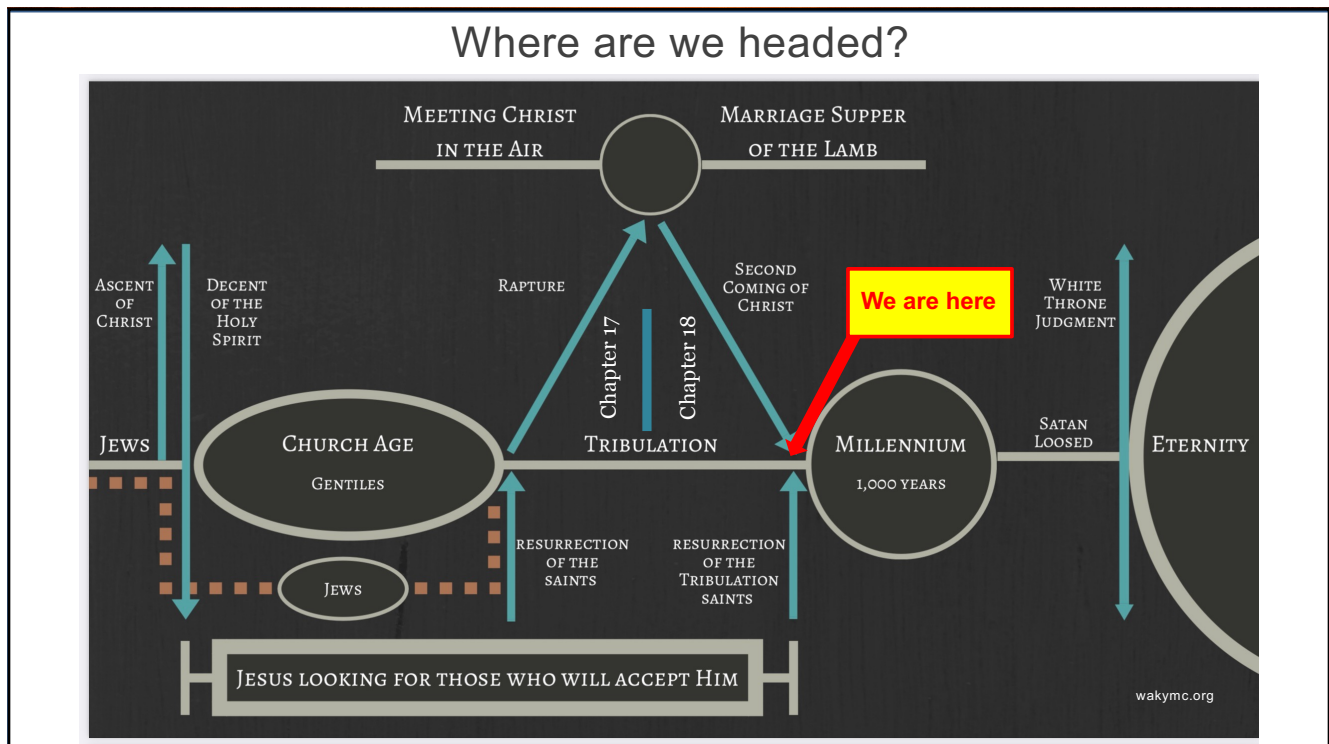 Where are we headed?
MEETING CHRIST
IN THE AIR
MARRIAGE SUPPER
OF THE LAMB
ASCENT
OF
CHRIST
DECENT
OF THE
HOLY
SPIRIT
RAPTURE
Chapter 17
Chapter 18
SECOND
COMING OF
CHRIST
We are here
WHITE
THRONE
JUDGMENT
JEWS
CHURCH AGE
GENTILES
TRIBULATION
MILLENNIUM
1,000 YEARS
SATAN
LOOSED
ETERNITY
JEWS
RESURRECTION
OF THE
SAINTS
RESURRECTION
OF THE
TRIBULATION
SAINTS
JESUS LOOKING FOR THOSE WHO WILL ACCEPT HIM
wakymc.org